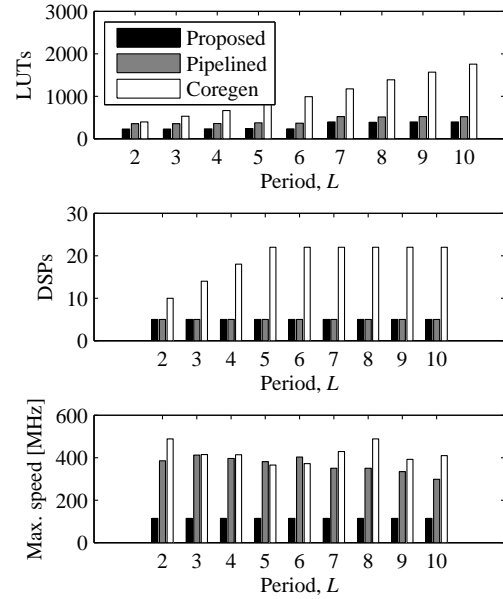 3000
2000
1000
0
LUTs
Proposed
Pipelined
Coregen
2 3 4 5 6 7 8 9 10
Period, L
30
20
10
0
DSPs
2 3 4 5 6 7 8 9 10
Period, L
600
400
200
0
Max. speed [MHz]
2 3 4 5 6 7 8 9 10
Period, L